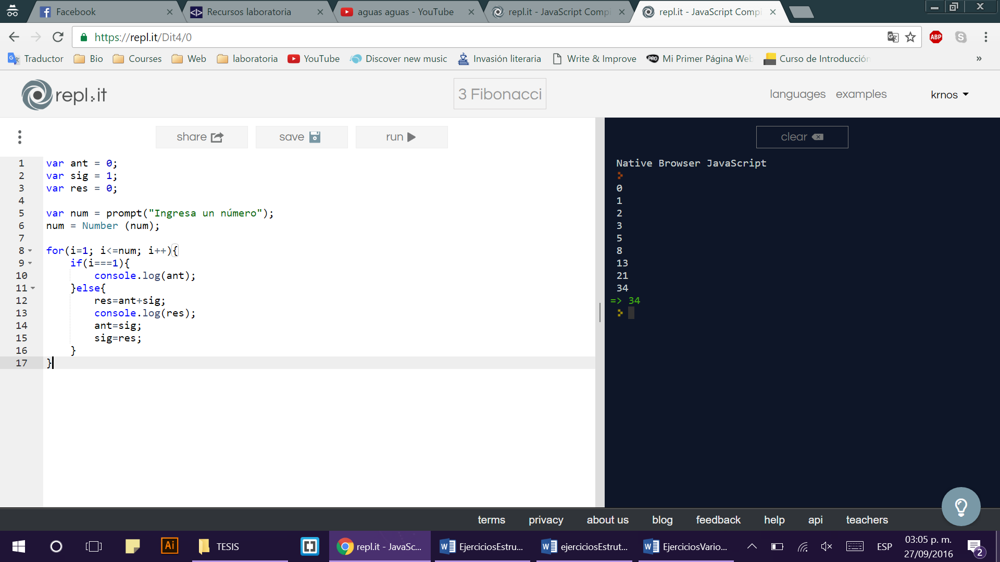 Facebook
Recursos laboratoria
aguas aguas - YouTube
repl.it - JavaScript Compi
repl.it - JavaScript Compi
https://repl.it/Dit4/0
ABP
Traductor
Bio
Courses
Web
laboratoria
YouTube
Discover new music
Invasión literaria
Write & Improve
Mi Primer Página Web
Curso de Introducción
»
repl.it
3 Fibonacci
languages
examples
krnos
share
save
run
clear
1 var ant = 0;
2 var sig = 1;
3 var res = 0;
4
5 var num = prompt("Ingresa un número");
6 num = Number (num);
7
8 for(i=1; i<=num; i++){
9 if(i===1){
10 console.log(ant);
11 }else{
12 res=ant+sig;
13 console.log(res);
14 ant=sig;
15 sig=res;
16 }
17 }
Native Browser JavaScript
0
1
2
3
5
8
13
21
34
=> 34
terms
privacy
about us
blog
feedback
help
api
teachers
Ai
TESIS
repl.it - JavaSc...
EjerciciosEstru...
ejerciciosEstrut...
EjerciciosVario...
ESP
03:05 p. m.
27/09/2016
2